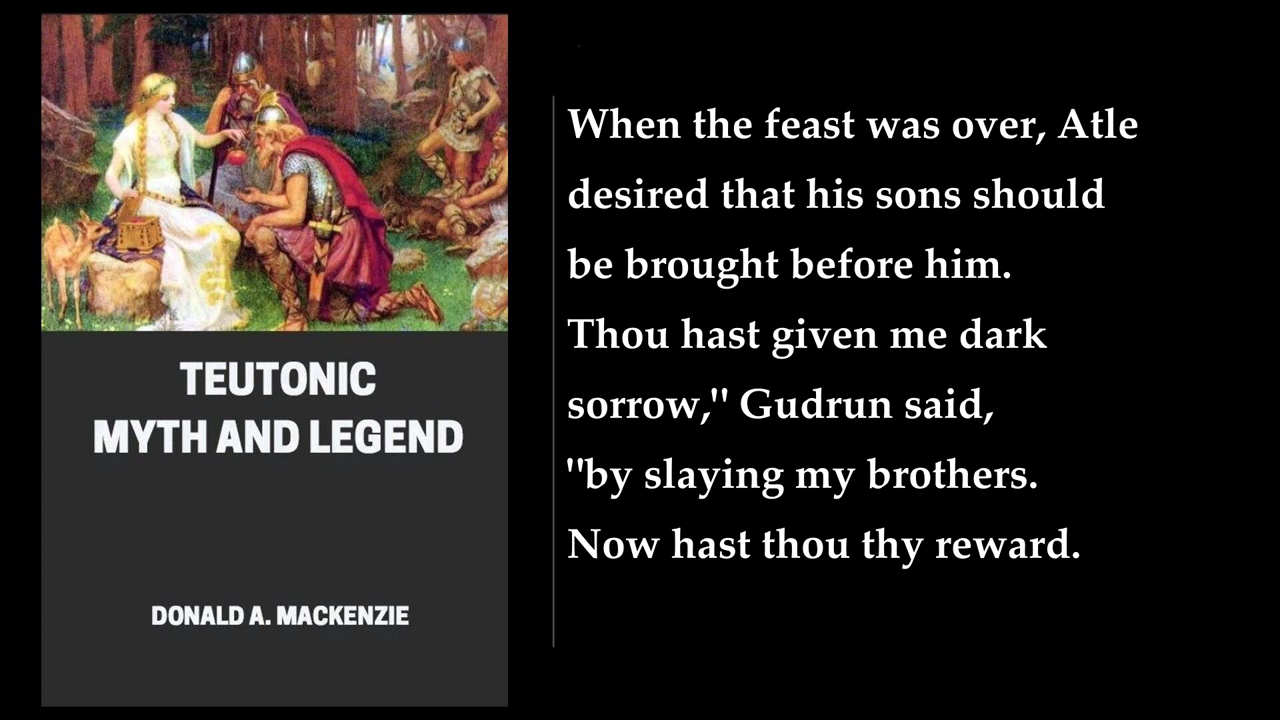 TEUTONIC
MYTH AND LEGEND
DONALD A. MACKENZIE
When the feast was over, Atle
desired that his sons should
be brought before him.
Thou hast given me dark
sorrow," Gudrun said,
"by slaying my brothers.
Now hast thou thy reward.